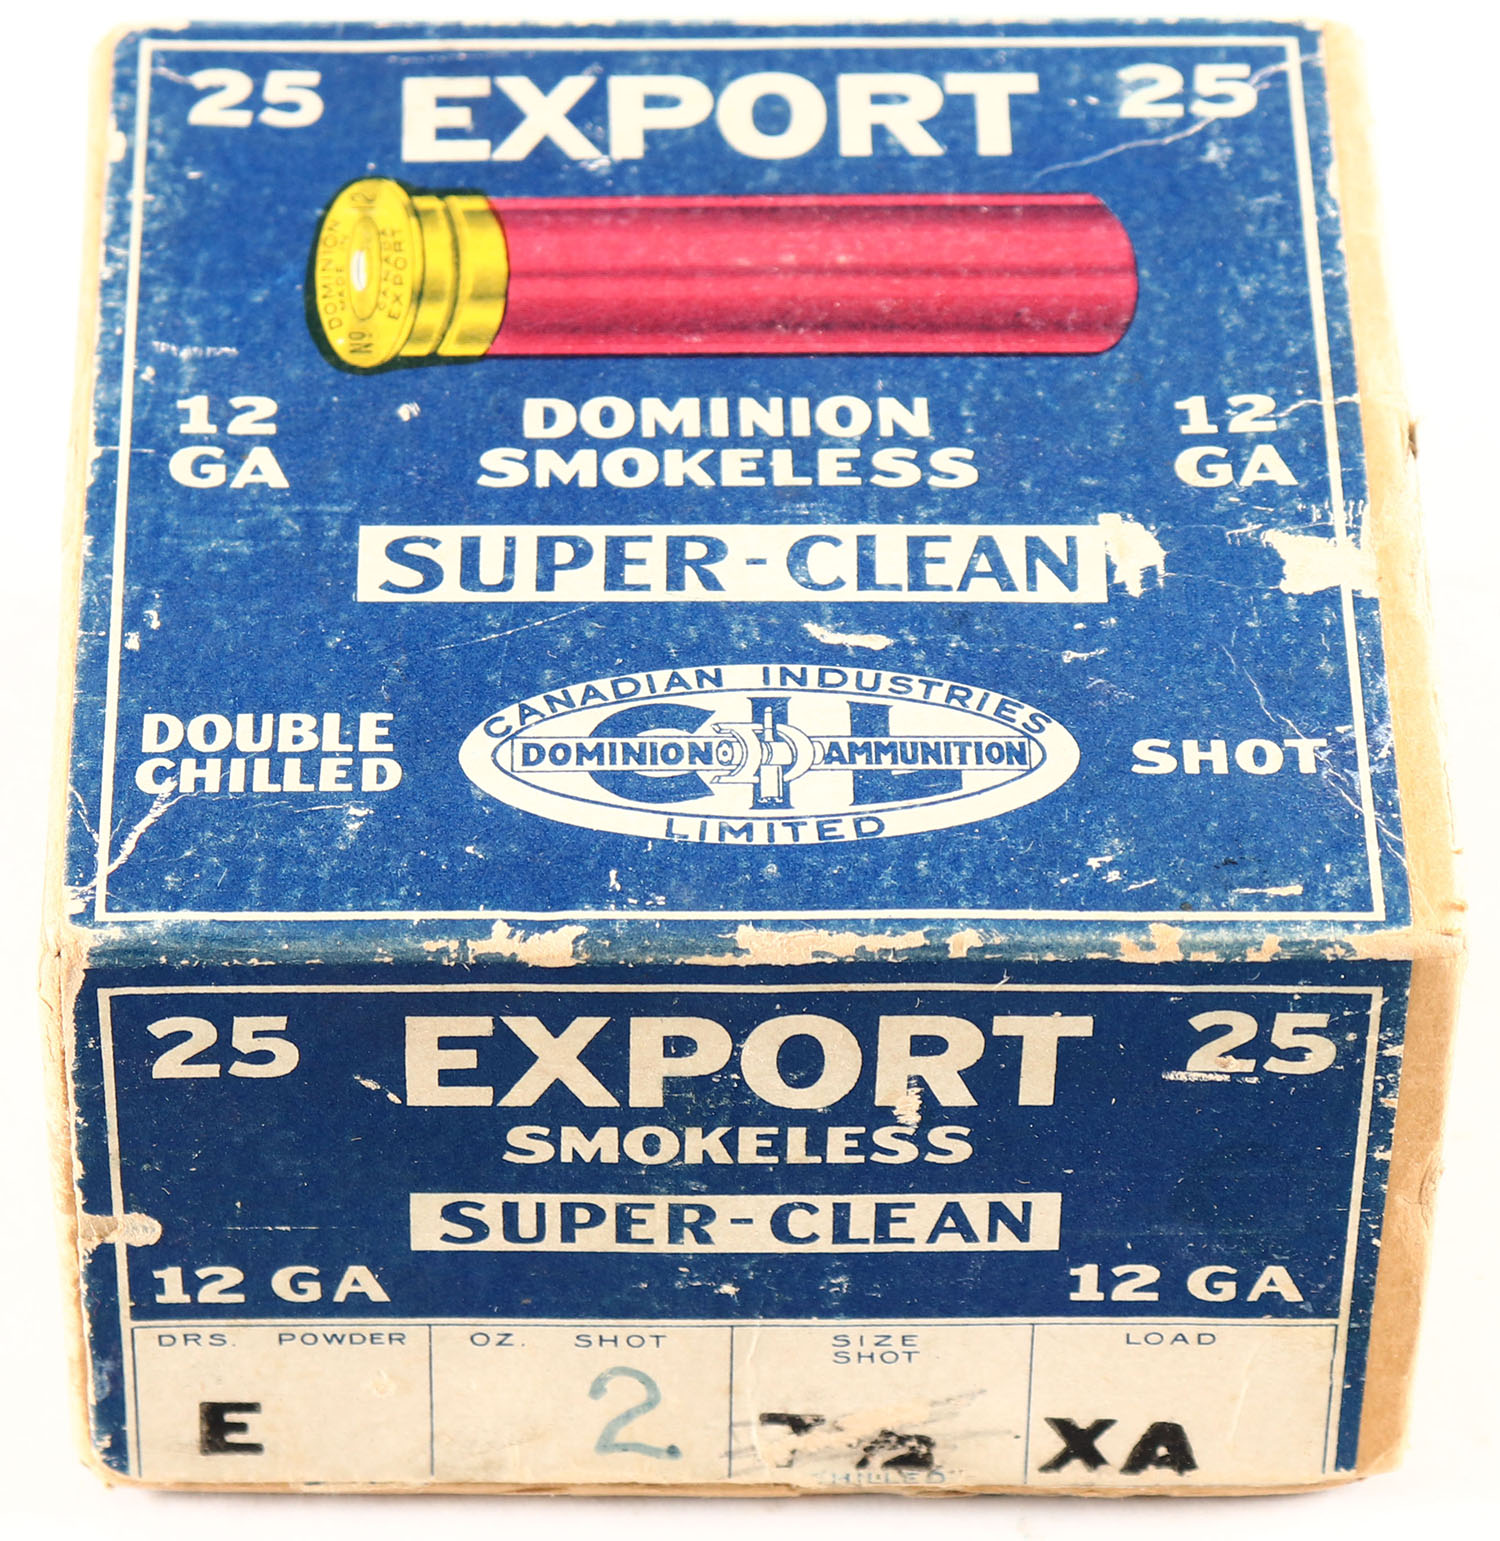 25 EXPORT 25
DOMINION
MADE IN
CANADA
EXPORT
No 12
12 DOMINION 12
GA SMOKELESS GA
SUPER-CLEAN
CANADIAN INDUSTRIES
CIL
DOMINION AMMUNITION
LIMITED
DOUBLE
CHILLED
SHOT
25 EXPORT 25
SMOKELESS
SUPER-CLEAN
12 GA 12 GA
DRS. POWDER OZ. SHOT SIZE LOAD
SHOT
E 2 XA